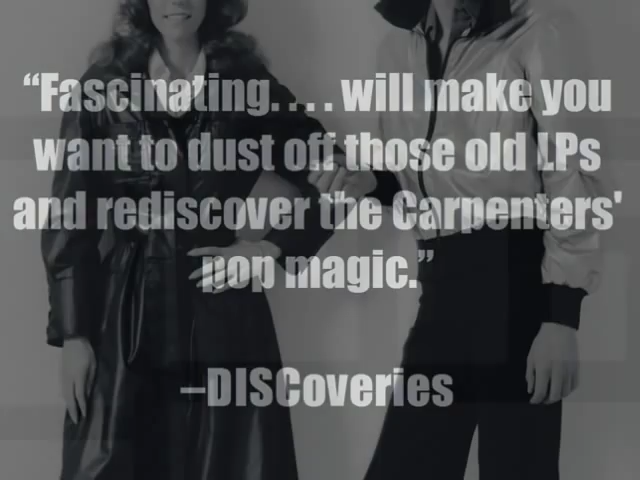 “Fascinating. . . . will make you
want to dust off those old LPs
and rediscover the Carpenters'
pop magic.”
–DISCoveries